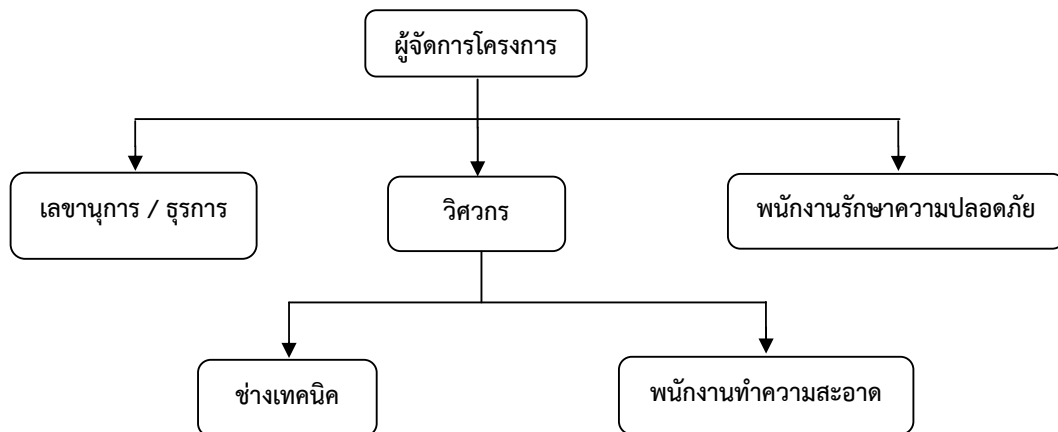 ผู้จัดการโครงการ
เลขานุการ / ธุรการ
วิศวกร
พนักงานรักษาความปลอดภัย
ช่างเทคนิค
พนักงานทำความสะอาด